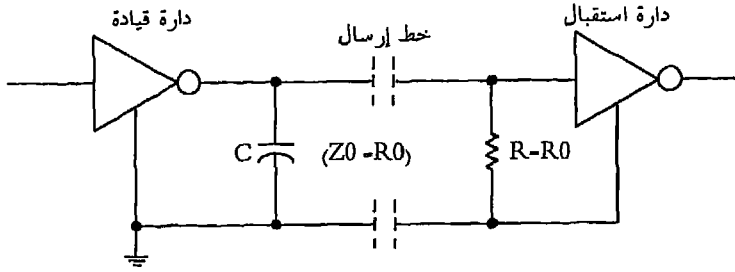 دارة قيادة
خط إرسال
دارة استقبال
C
(Z0-R0)
R-R0